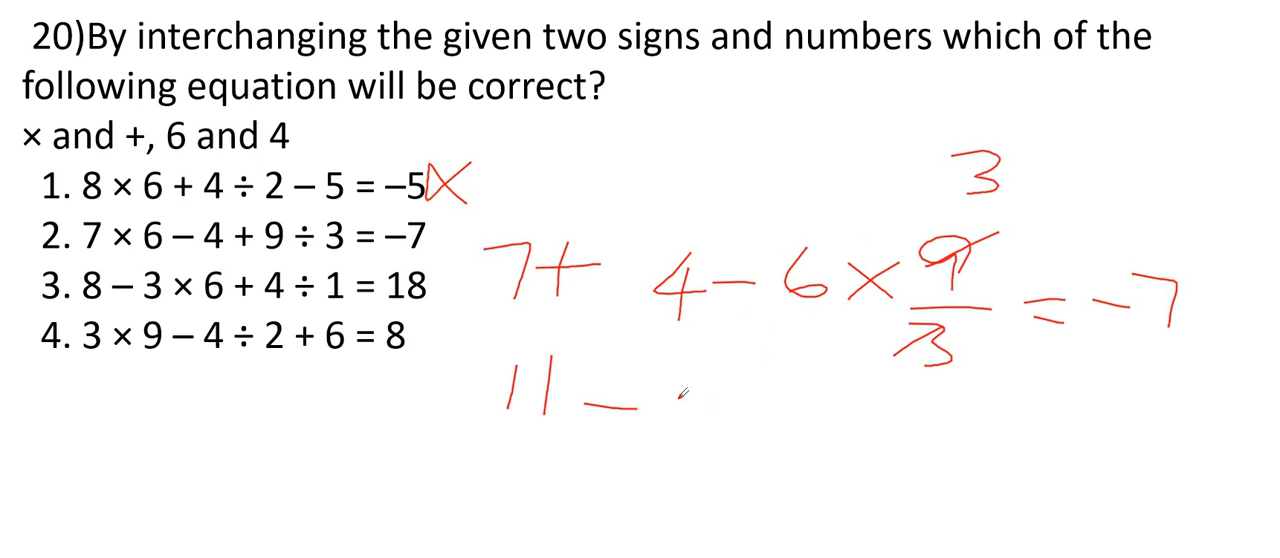 20)By interchanging the given two signs and numbers which of the
following equation will be correct?
× and +, 6 and 4
1. 8 × 6 + 4 ÷ 2 – 5 = –5 X
2. 7 × 6 – 4 + 9 ÷ 3 = –7
3. 8 – 3 × 6 + 4 ÷ 1 = 18
4. 3 × 9 – 4 ÷ 2 + 6 = 8
3
7 + 4 – 6 × 9 = – 7
3
11 –